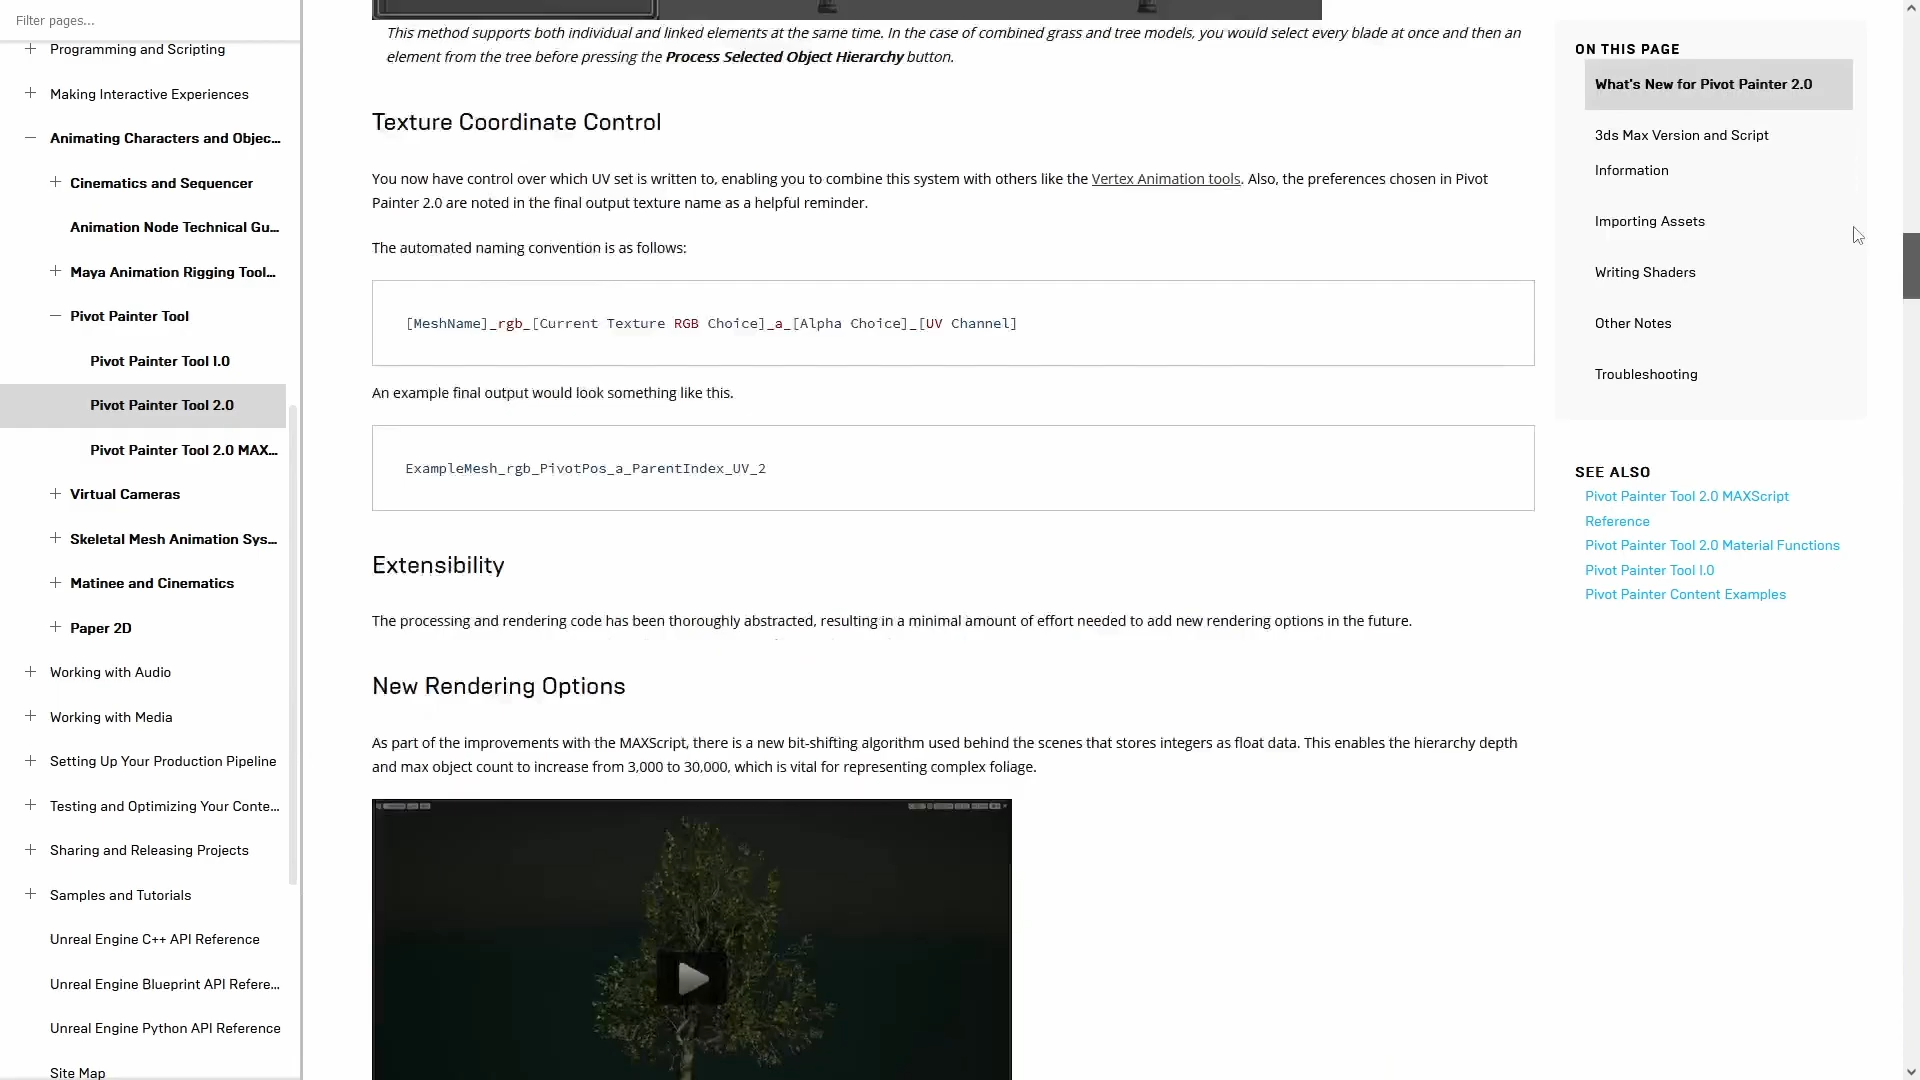 Filter pages...
Programming and Scripting
Making Interactive Experiences
Animating Characters and Objec...
Cinematics and Sequencer
Animation Node Technical Gu...
Maya Animation Rigging Tool...
Pivot Painter Tool
Pivot Painter Tool 1.0
Pivot Painter Tool 2.0
Pivot Painter Tool 2.0 MAX...
Virtual Cameras
Skeletal Mesh Animation Sys...
Matinee and Cinematics
Paper 2D
Working with Audio
Working with Media
Setting Up Your Production Pipeline
Testing and Optimizing Your Conte...
Sharing and Releasing Projects
Samples and Tutorials
Unreal Engine C++ API Reference
Unreal Engine Blueprint API Refere...
Unreal Engine Python API Reference
Site Map
This method supports both individual and linked elements at the same time. In the case of combined grass and tree models, you would select every blade at once and then an
element from the tree before pressing the Process Selected Object Hierarchy button.
Texture Coordinate Control
You now have control over which UV set is written to, enabling you to combine this system with others like the Vertex Animation tools. Also, the preferences chosen in Pivot
Painter 2.0 are noted in the final output texture name as a helpful reminder.
The automated naming convention is as follows:
[MeshName]_rgb_[Current Texture RGB Choice]_a_[Alpha Choice]_[UV Channel]
An example final output would look something like this.
ExampleMesh_rgb_PivotPos_a_ParentIndex_UV_2
Extensibility
The processing and rendering code has been thoroughly abstracted, resulting in a minimal amount of effort needed to add new rendering options in the future.
New Rendering Options
As part of the improvements with the MAXScript, there is a new bit-shifting algorithm used behind the scenes that stores integers as float data. This enables the hierarchy depth
and max object count to increase from 3,000 to 30,000, which is vital for representing complex foliage.
ON THIS PAGE
What's New for Pivot Painter 2.0
3ds Max Version and Script
Information
Importing Assets
Writing Shaders
Other Notes
Troubleshooting
SEE ALSO
Pivot Painter Tool 2.0 MAXScript
Reference
Pivot Painter Tool 2.0 Material Functions
Pivot Painter Tool 1.0
Pivot Painter Content Examples